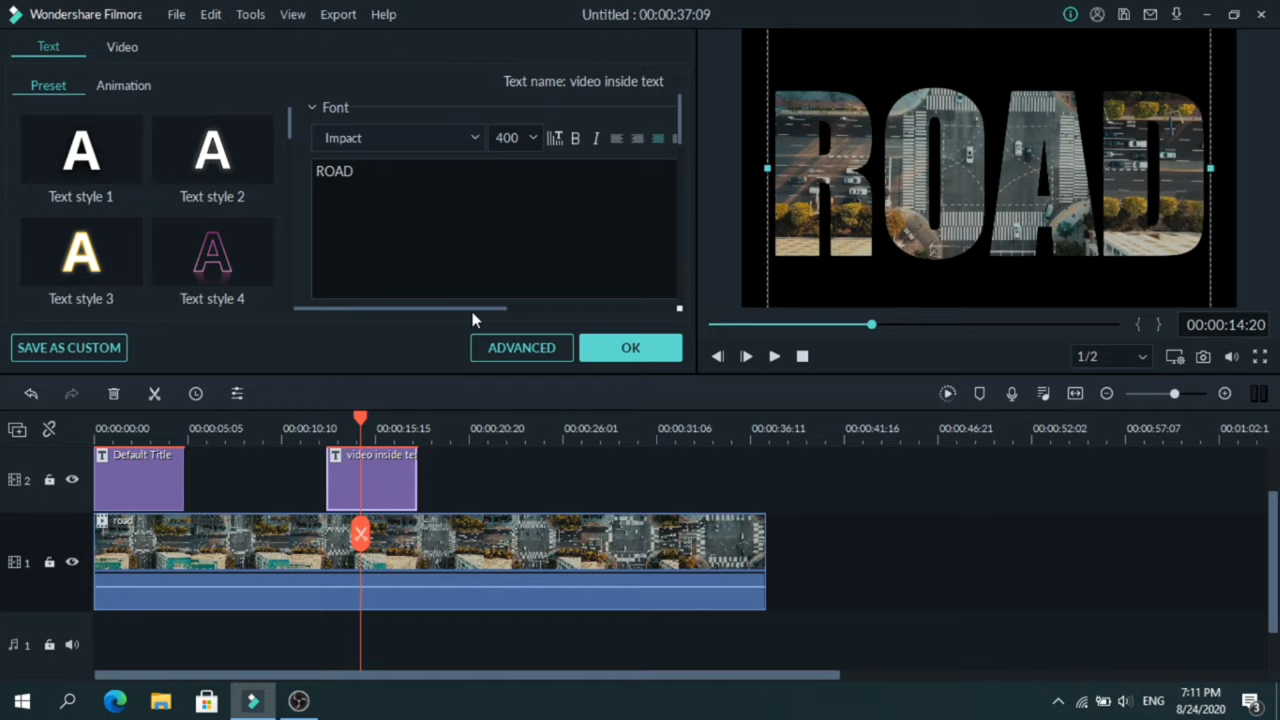 Wondershare Filmora File Edit Tools View Export Help Untitled : 00:00:37:09
Text Video
Preset Animation
Text name: video inside text
Font
Impact 400 B I
ROAD
A Text style 1
A Text style 2
A Text style 3
A Text style 4
SAVE AS CUSTOM ADVANCED OK
ROAD
{ } 00:00:14:20
1/2
00:00:00:00 00:00:05:05 00:00:10:10 00:00:15:15 00:00:20:20 00:00:26:01 00:00:31:06 00:00:36:11 00:00:41:16 00:00:46:21 00:00:52:02 00:00:57:07 00:01:02:1
2 T Default Title T video inside te
1 road
1
ENG 7:11 PM
8/24/2020
3